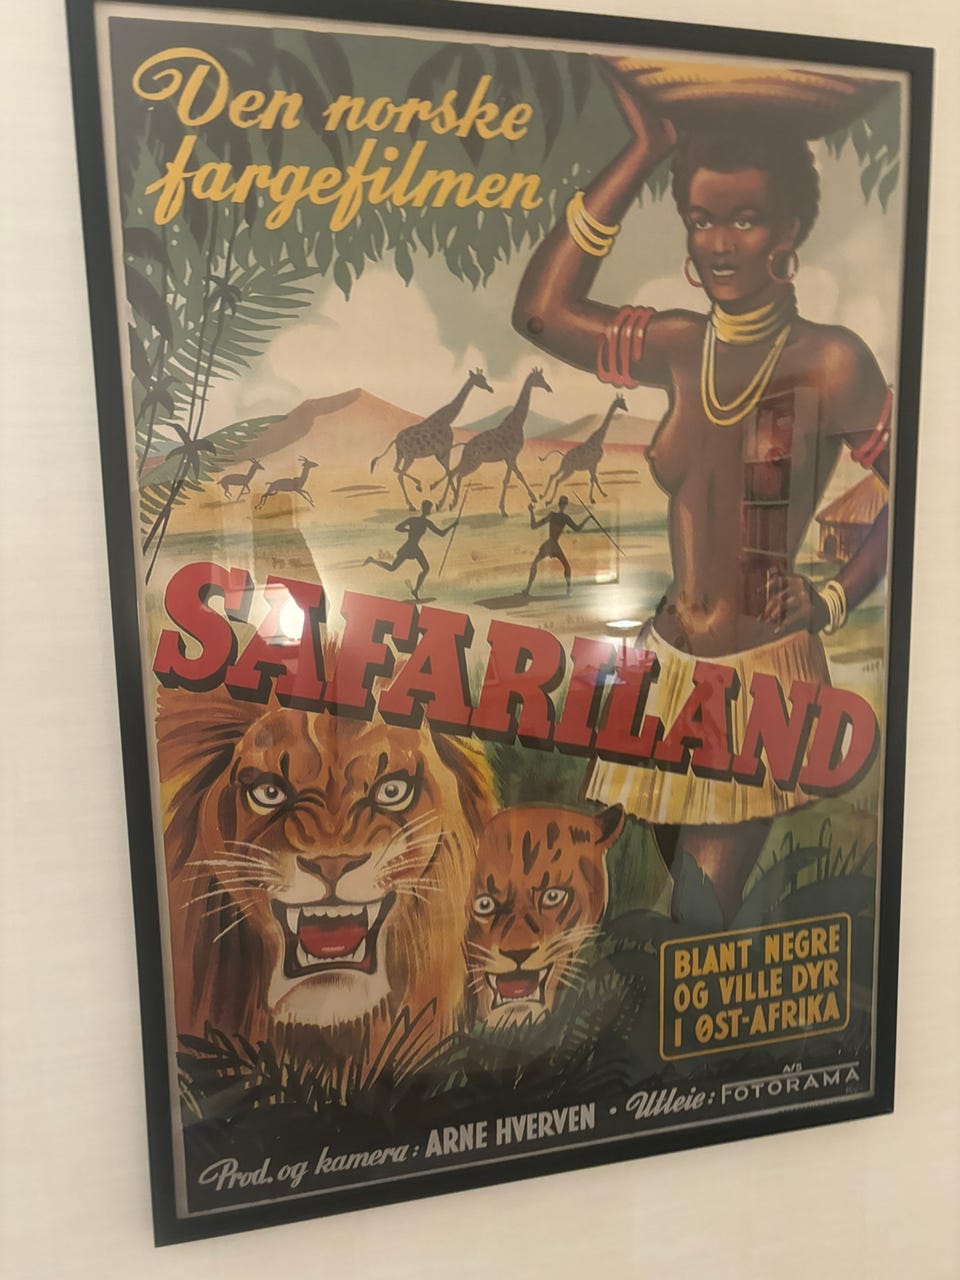 Den norske
fargefilmen
SAFARILAND
BLANT NEGRE
OG VILLE DYR
I ØST-AFRIKA
Prod. og kamera: ARNE HVERVEN • Utleie: A/S FOTORAMA